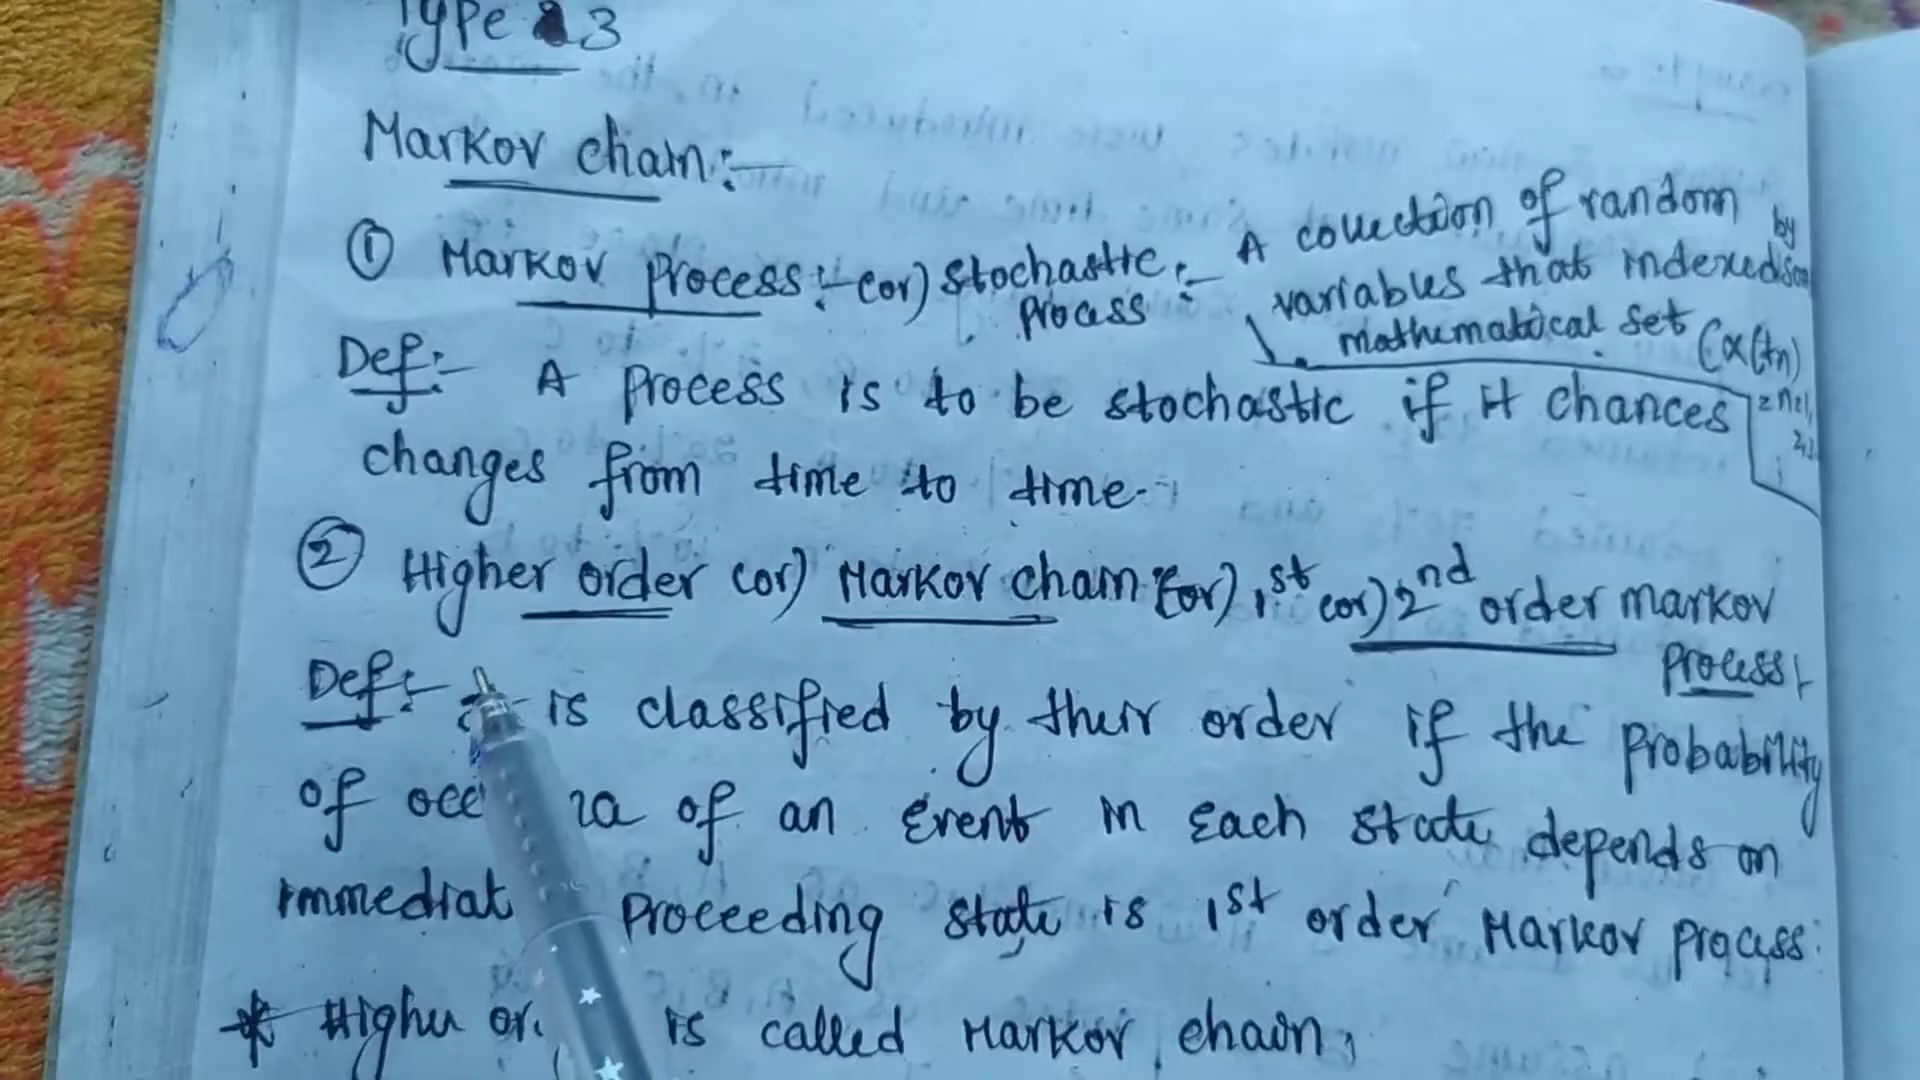 Type 3
Markov chain:-
① Markov process:- (or) stochastic process:- A collection of random
variables that indexed by som
mathematical set (x(tn)
Def:- A process is to be stochastic if it chances
changes from time to time.
② Higher order (or) Markov chain (or) 1st (or) 2nd order markov
process:
Def:- is classified by their order if the probability
of of an Event in Each state depends on
immediat proceeding state is 1st order Markov process.
* Higher or is called Markov chain,